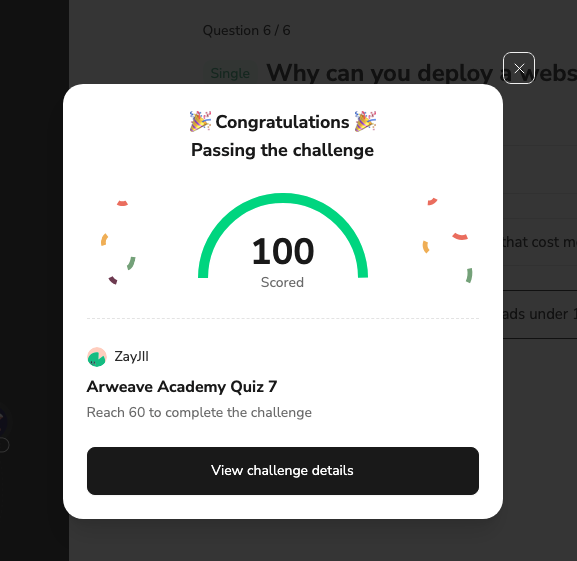 Question 6 / 6
Single Why can you deploy a webs
🎉 Congratulations 🎉
Passing the challenge
100
Scored
that cost m
ads under 1
ZayJII
Arweave Academy Quiz 7
Reach 60 to complete the challenge
View challenge details